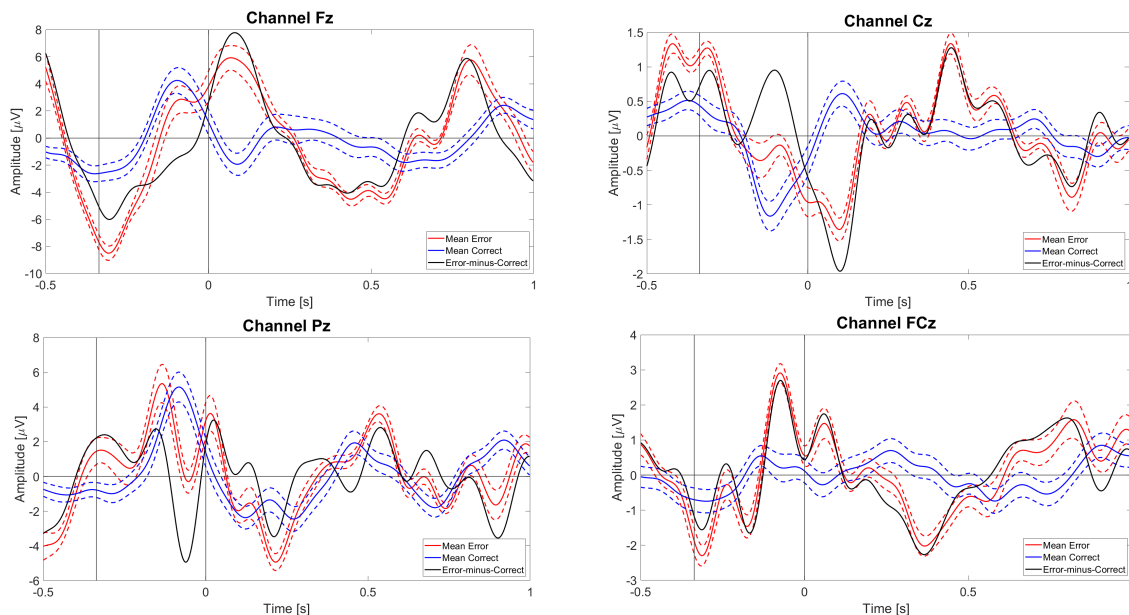 Channel Fz
8
6
4
2
0
-2
-4
-6
-8
-10
Amplitude [μV]
-0.5
0
0.5
1
Time [s]
Mean Error
Mean Correct
Error-minus-Correct
Channel Cz
1.5
1
0.5
0
-0.5
-1
-1.5
-2
Amplitude [μV]
-0.5
0
0.5
1
Time [s]
Mean Error
Mean Correct
Error-minus-Correct
Channel Pz
8
6
4
2
0
-2
-4
-6
Amplitude [μV]
-0.5
0
0.5
1
Time [s]
Mean Error
Mean Correct
Error-minus-Correct
Channel FCz
4
3
2
1
0
-1
-2
-3
Amplitude [μV]
-0.5
0
0.5
1
Time [s]
Mean Error
Mean Correct
Error-minus-Correct